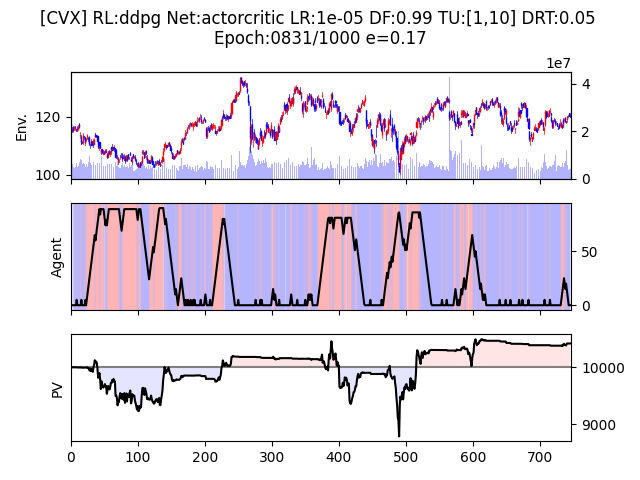 [CVX] RL:ddpg Net:actorcritic LR:1e-05 DF:0.99 TU:[1,10] DRT:0.05
Epoch:0831/1000 e=0.17
1e7
Env.
120
100
4
2
0
Agent
50
0
PV
10000
9000
0 100 200 300 400 500 600 700